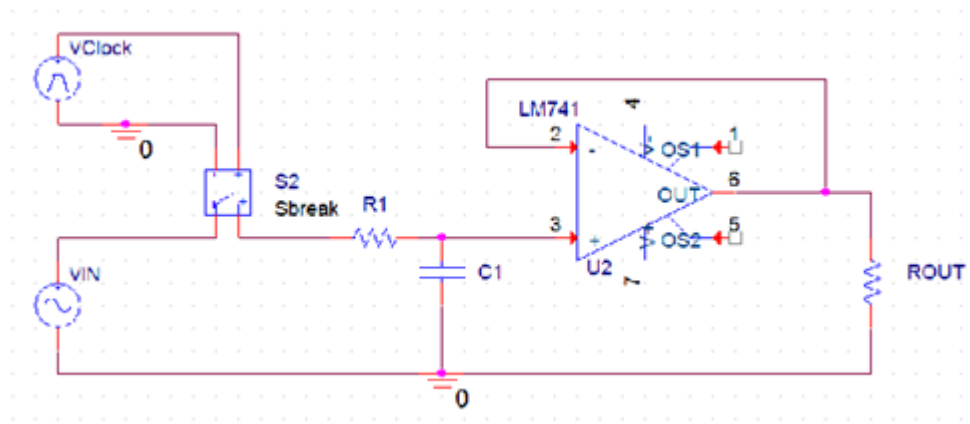 VClock
0
S2
Sbreak
R1
VIN
C1
0
LM741
2
-
4
V-
OS1
1
6
OUT
3
+
V+
OS2
5
U2
7
ROUT